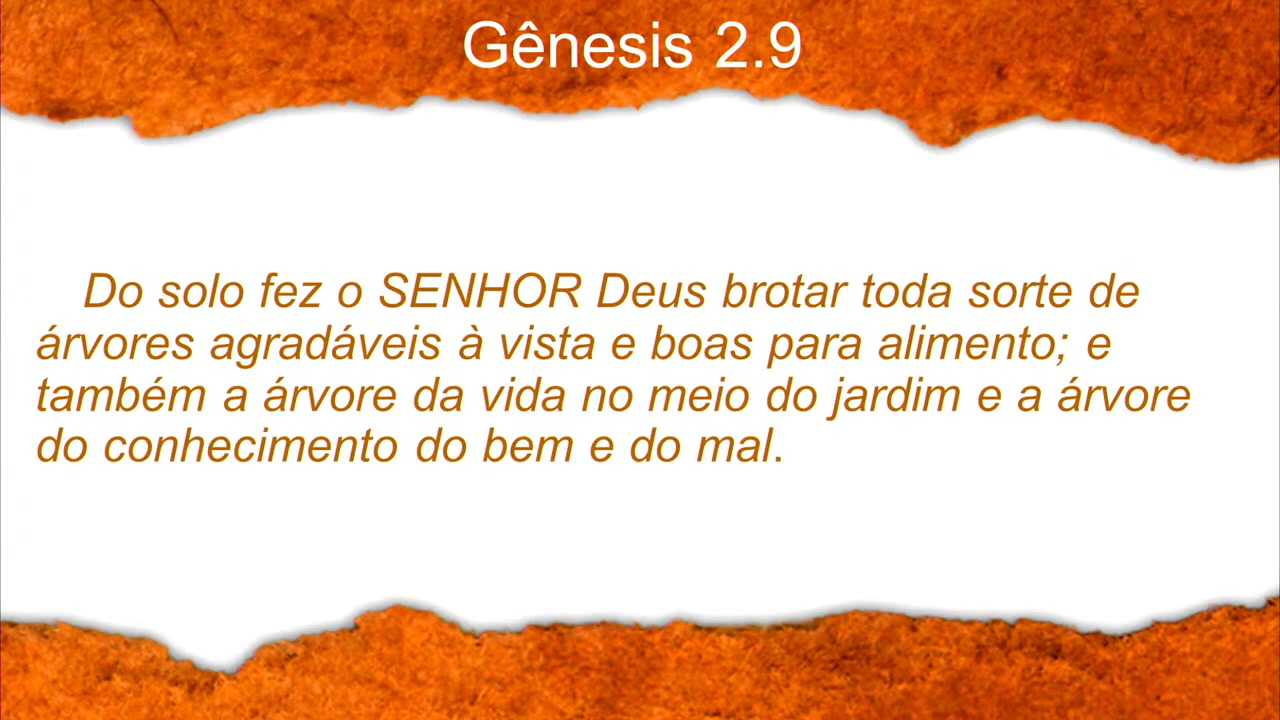 Gênesis 2.9
Do solo fez o SENHOR Deus brotar toda sorte de
árvores agradáveis à vista e boas para alimento; e
também a árvore da vida no meio do jardim e a árvore
do conhecimento do bem e do mal.